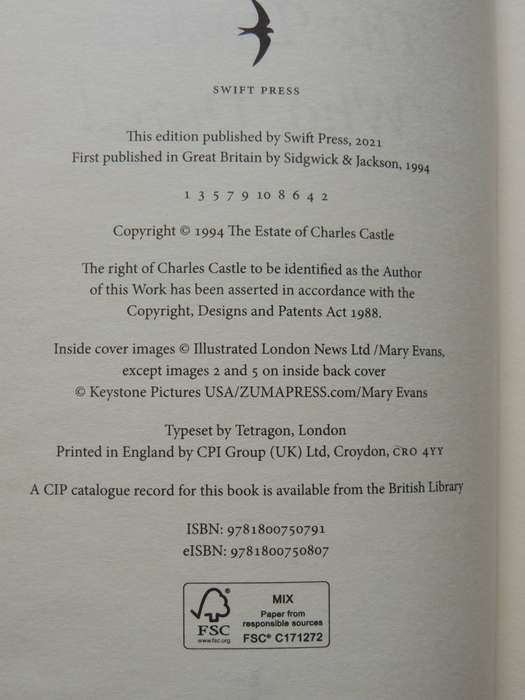 SWIFT PRESS
This edition published by Swift Press, 2021
First published in Great Britain by Sidgwick & Jackson, 1994
1 3 5 7 9 10 8 6 4 2
Copyright © 1994 The Estate of Charles Castle
The right of Charles Castle to be identified as the Author
of this Work has been asserted in accordance with the
Copyright, Designs and Patents Act 1988.
Inside cover images © Illustrated London News Ltd /Mary Evans,
except images 2 and 5 on inside back cover
© Keystone Pictures USA/ZUMAPRESS.com/Mary Evans
Typeset by Tetragon, London
Printed in England by CPI Group (UK) Ltd, Croydon, CR0 4YY
A CIP catalogue record for this book is available from the British Library
ISBN: 9781800750791
eISBN: 9781800750807
FSC
www.fsc.org
MIX
Paper from
responsible sources
FSC® C171272